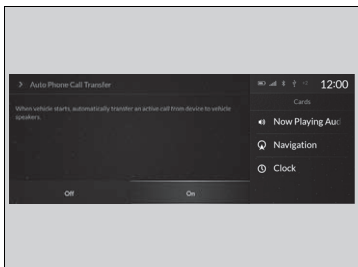 Auto Phone Call Transfer
12:00
Cards
When vehicle starts, automatically transfer an active call from device to vehicle
speakers.
Now Playing Aud
Navigation
Clock
Off
On